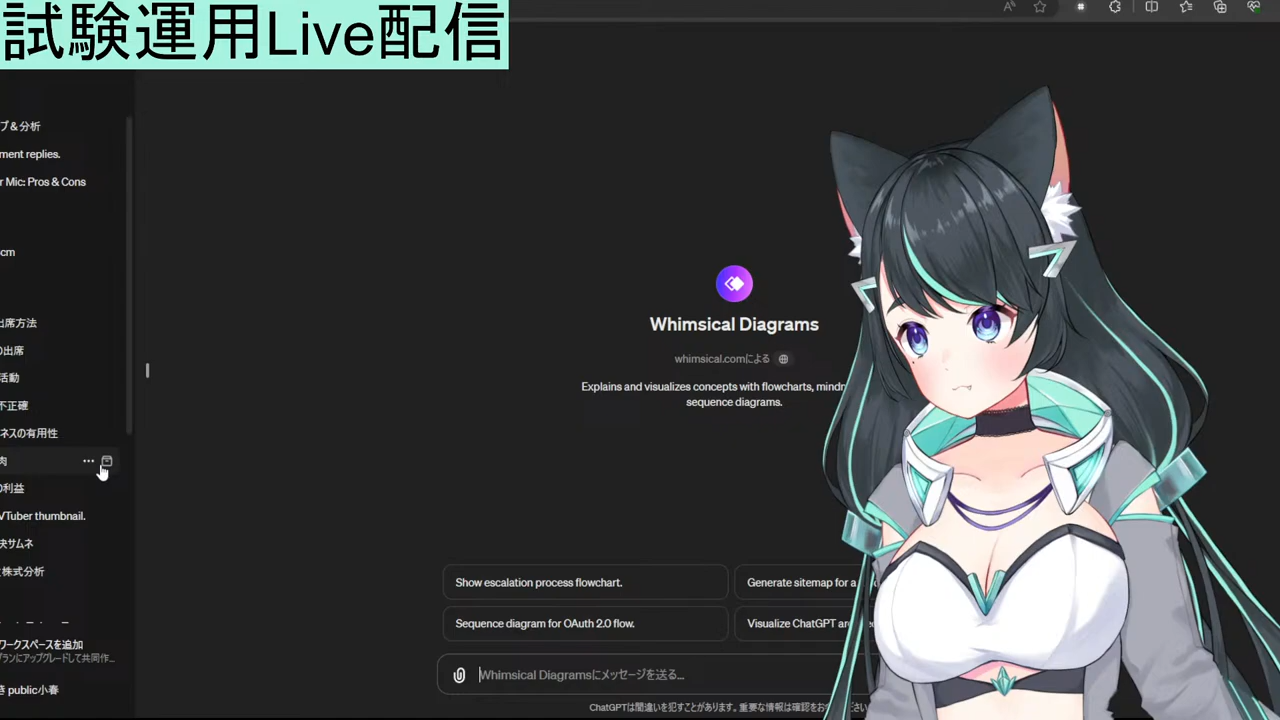 試験運用Live配信
プ&分析
ment replies.
r Mic: Pros & Cons
cm
出席方法
の出席
活動
不正確
ネスの有用性
肉
の利益
VTuber thumbnail.
決サムネ
株式分析
ワークスペースを追加
プランにアップグレードして共同作...
き public小春
Whimsical Diagrams
whimsical.comによる
Explains and visualizes concepts with flowcharts, mindm
sequence diagrams.
Show escalation process flowchart.
Generate sitemap for a
Sequence diagram for OAuth 2.0 flow.
Visualize ChatGPT ar
Whimsical Diagramsにメッセージを送る...
ChatGPTは間違いを犯すことがあります。重要な情報は確認をお